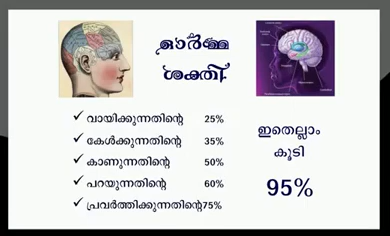 ഓർമ്മ
ശക്തി
✓ വായിക്കുന്നതിന്റെ 25%
✓ കേൾക്കുന്നതിന്റെ 35%
✓ കാണുന്നതിന്റെ 50%
✓ പറയുന്നതിന്റെ 60%
✓ പ്രവർത്തിക്കുന്നതിന്റെ 75%
ഇതെല്ലാം
കൂടി
95%